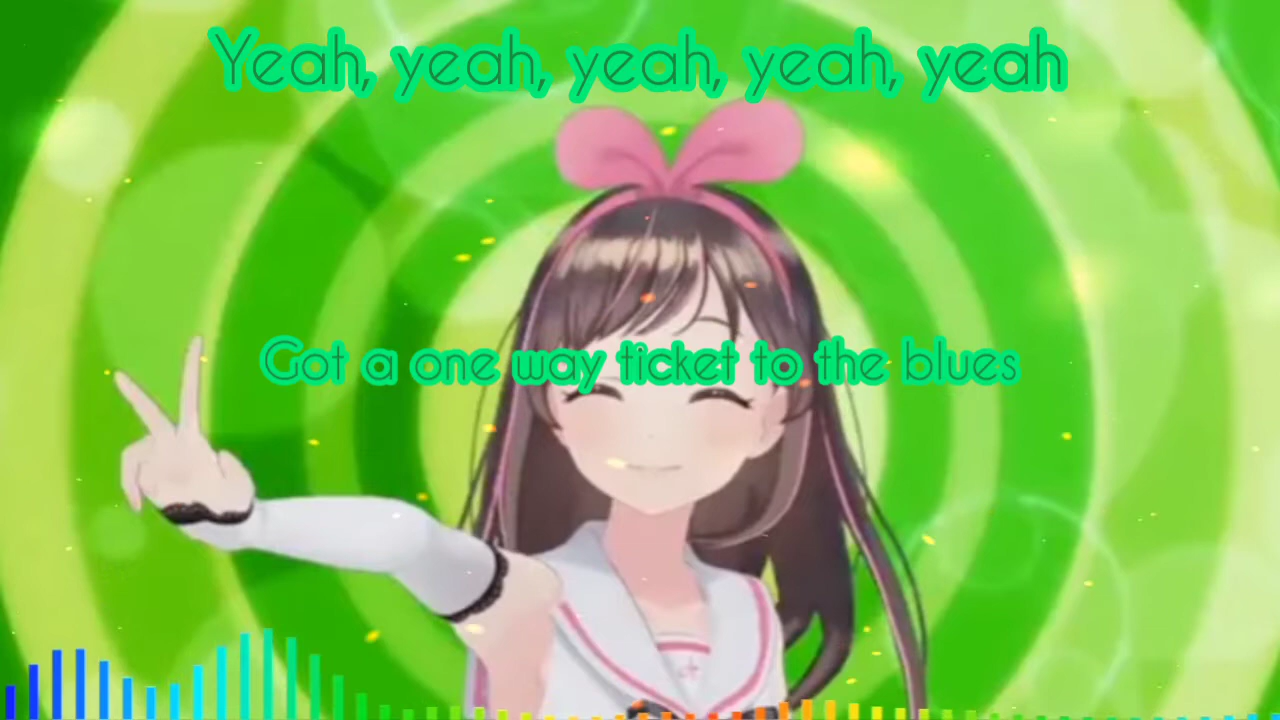 Yeah, yeah, yeah, yeah, yeah
Got a one way ticket to the blues